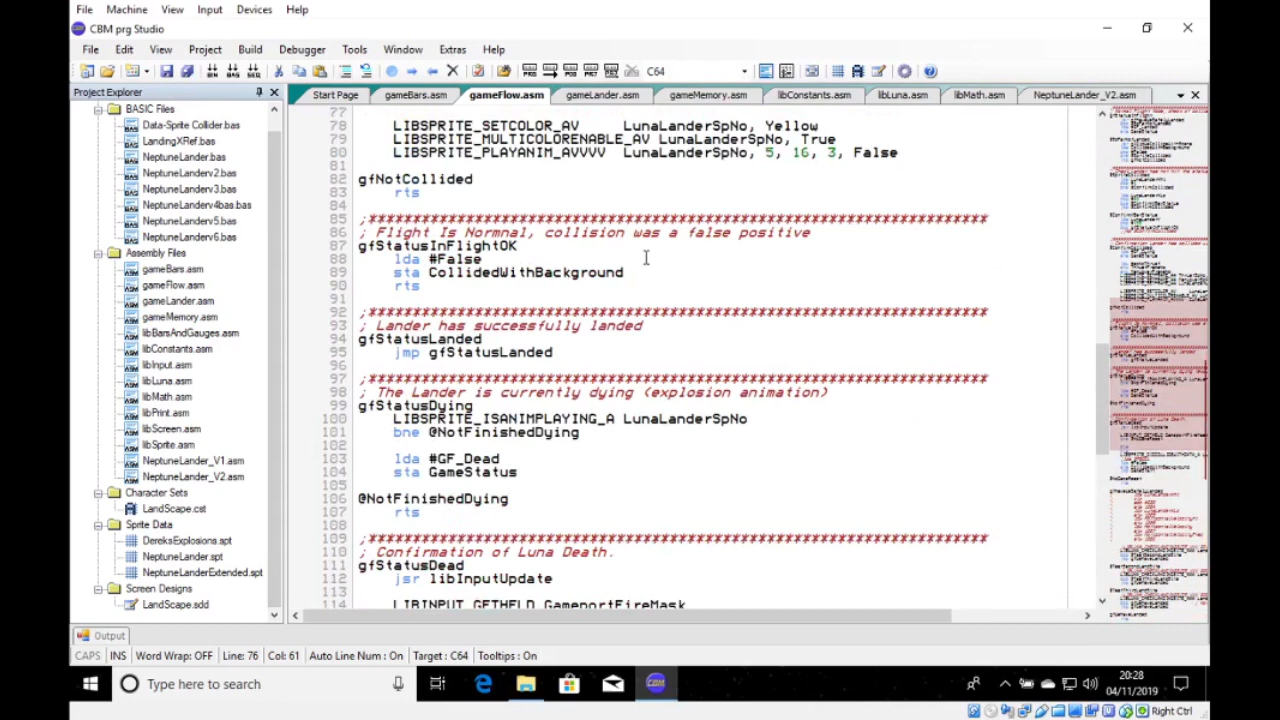 File Machine View Input Devices Help
CBM prg Studio
File Edit View Project Build Debugger Tools Window Extras Help
C64
Project Explorer
Start Page gameBars.asm gameFlow.asm gameLander.asm gameMemory.asm libConstants.asm libLuna.asm libMath.asm NeptuneLander_V2.asm
BASIC Files
Data-Sprite Collider.bas
LandingXRef.bas
NeptuneLander.bas
NeptuneLanderv2.bas
NeptuneLanderv3.bas
NeptuneLanderv4bas.bas
NeptuneLanderv5.bas
NeptuneLanderv6.bas
Assembly Files
gameBars.asm
gameFlow.asm
gameLander.asm
gameMemory.asm
libBarsAndGauges.asm
libConstants.asm
libInput.asm
libLuna.asm
libMath.asm
libPrint.asm
libScreen.asm
libSprite.asm
NeptuneLander_V1.asm
NeptuneLander_V2.asm
Character Sets
LandScape.cst
Sprite Data
DereksExplosions.spt
NeptuneLander.spt
NeptuneLanderExtended.spt
Screen Designs
LandScape.sdd
77
78 LIBSPRITE_SETCOLOR_AV LunaLanderSpNo, Yellow
79 LIBSPRITE_MULTICOLORENABLE_AV LunaLanderSpNo, True
80 LIBSPRITE_PLAYANIM_AVVVV LunaLanderSpNo, 5, 16, 3, False
81
82 gfNotCollided
83 rts
84
85 ;***********************************************************************
86 ; Flight is Normnal, collision was a false positive
87 gfStatusInFlightOK
88 lda #False
89 sta CollidedWithBackground
90 rts
91
92 ;***********************************************************************
93 ; Lander has successfully landed
94 gfStatusLanded
95 jmp gfStatusLanded
96
97 ;***********************************************************************
98 ; The Lander is currently dying (explosion animation)
99 gfStatusDying
100 LIBSPRITE_ISANIMPLAYING_A LunaLanderSpNo
101 bne @NotFinishedDying
102
103 lda #GF_Dead
104 sta GameStatus
105
106 @NotFinishedDying
107 rts
108
109 ;***********************************************************************
110 ; Confirmation of Luna Death.
111 gfStatusDead
112 jsr libInputUpdate
113
114 LIBINPUT_GETHELD GameportFireMask
Output
CAPS INS Word Wrap: OFF Line: 76 Col: 61 Auto Line Num : On Target : C64 Tooltips : On
Type here to search
20:28
04/11/2019
Right Ctrl